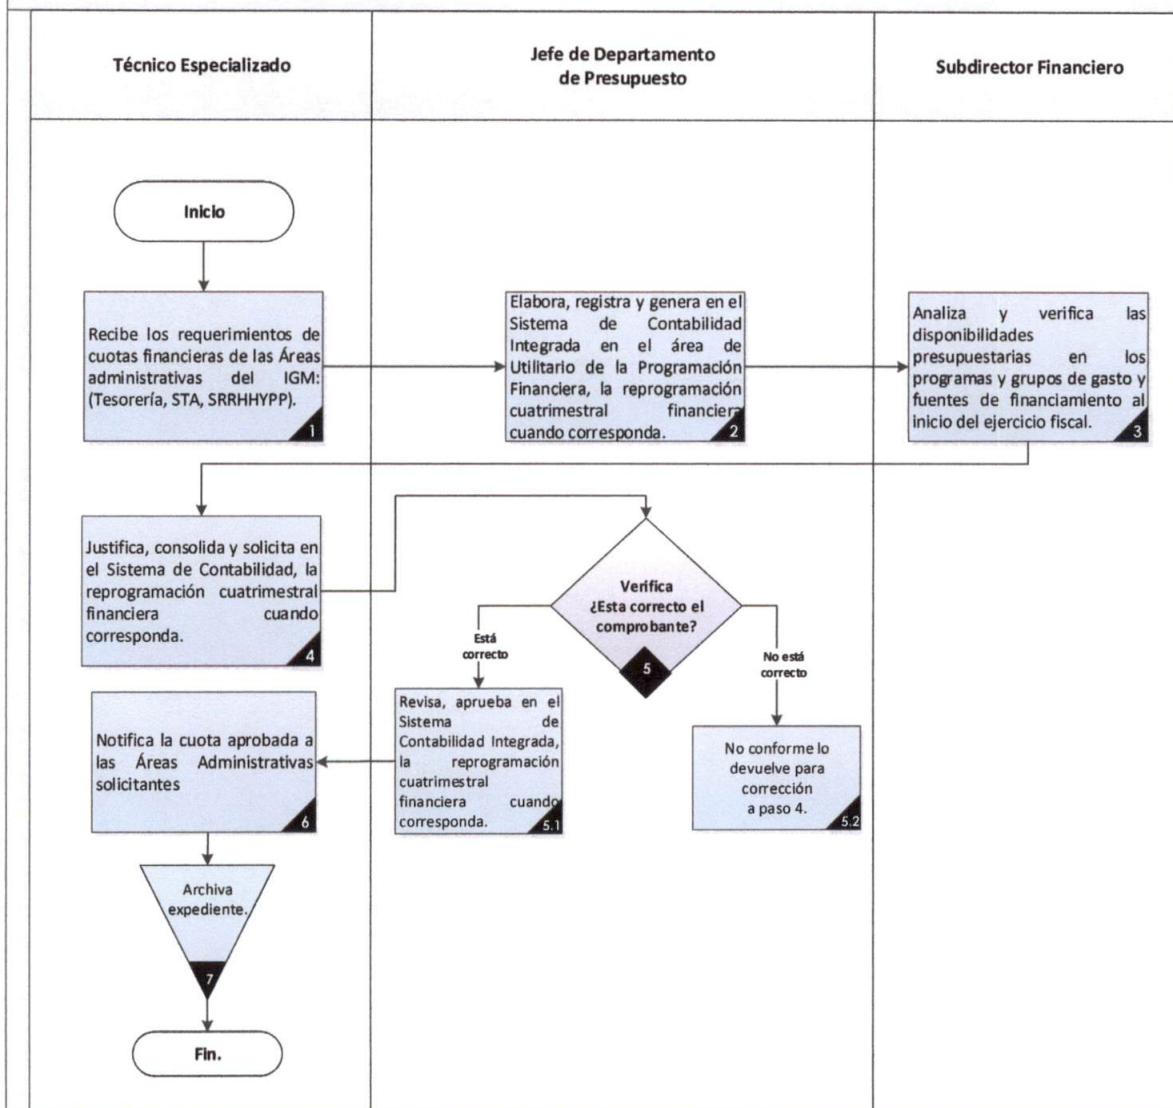 Técnico Especializado
Jefe de Departamento
de Presupuesto
Subdirector Financiero
Inicio
Recibe los requerimientos de
cuotas financieras de las Áreas
administrativas del IGM:
(Tesorería, STA, SRRHHYPP).
1
Elabora, registra y genera en el
Sistema de Contabilidad
Integrada en el área de
Utilitario de la Programación
Financiera, la reprogramación
cuatrimestral financiera
cuando corresponda.
2
Analiza y verifica las
disponibilidades
presupuestarias en los
programas y grupos de gasto y
fuentes de financiamiento al
inicio del ejercicio fiscal.
3
Justifica, consolida y solicita en
el Sistema de Contabilidad, la
reprogramación cuatrimestral
financiera cuando
corresponda.
4
Verifica
¿Esta correcto el
comprobante?
5
Está
correcto
No está
correcto
Revisa, aprueba en el
Sistema de
Contabilidad Integrada,
la reprogramación
cuatrimestral
financiera cuando
corresponda.
5.1
No conforme lo
devuelve para
corrección
a paso 4.
5.2
Notifica la cuota aprobada a
las Áreas Administrativas
solicitantes
6
Archiva
expediente.
7
Fin.